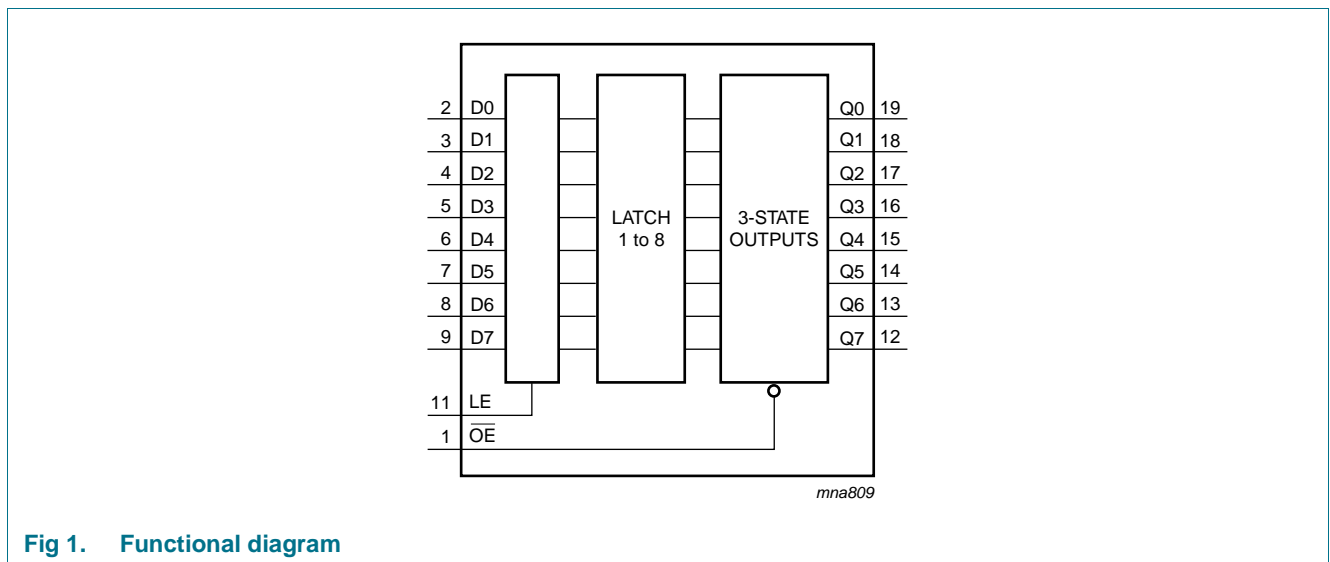 2 D0 Q0 19
3 D1 Q1 18
4 D2 Q2 17
5 D3 LATCH 3-STATE Q3 16
6 D4 1 to 8 OUTPUTS Q4 15
7 D5 Q5 14
8 D6 Q6 13
9 D7 Q7 12
11 LE
1 O̅E̅
mna809
Fig 1. Functional diagram